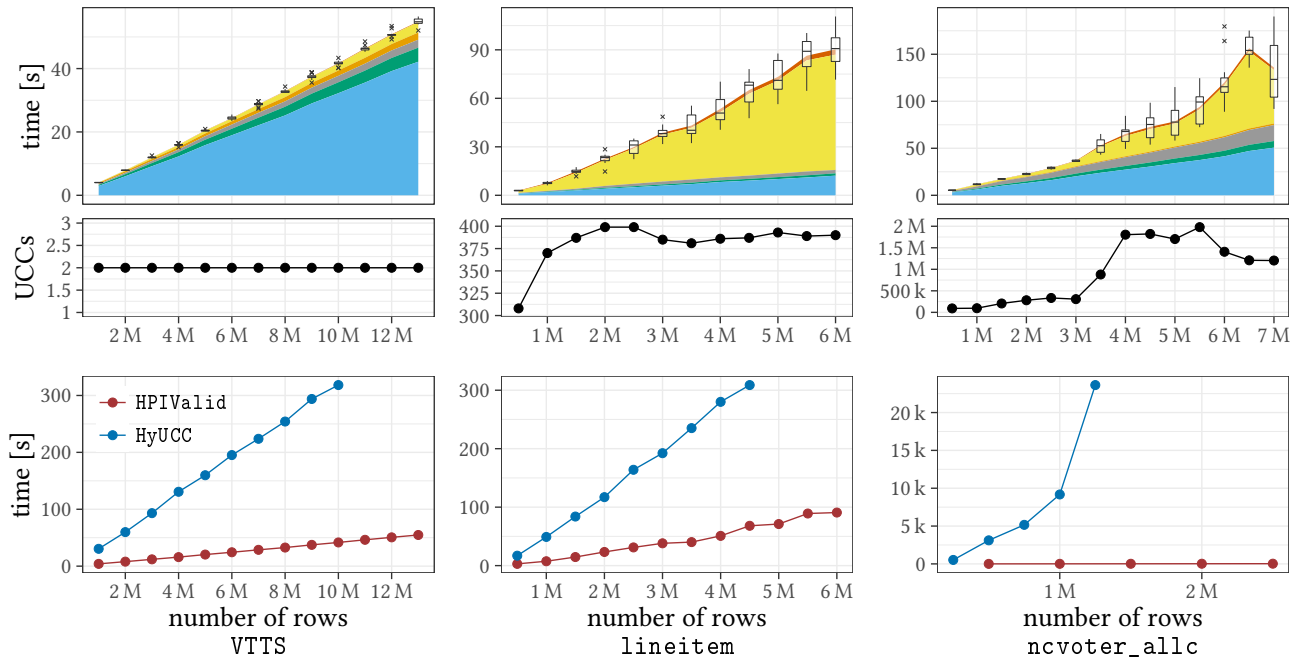 time [s]
40
20
0
90
60
30
0
150
100
50
0
UCCs
3
2.5
2
1.5
1
2 M 4 M 6 M 8 M 10 M 12 M
400
375
350
325
300
1 M 2 M 3 M 4 M 5 M 6 M
2 M
1.5 M
1 M
500 k
0
1 M 2 M 3 M 4 M 5 M 6 M 7 M
time [s]
300
200
100
0
HPIValid
HyUCC
2 M 4 M 6 M 8 M 10 M 12 M
number of rows
VTTS
300
200
100
0
1 M 2 M 3 M 4 M 5 M 6 M
number of rows
lineitem
20 k
15 k
10 k
5 k
0
1 M 2 M
number of rows
ncvoter_allc